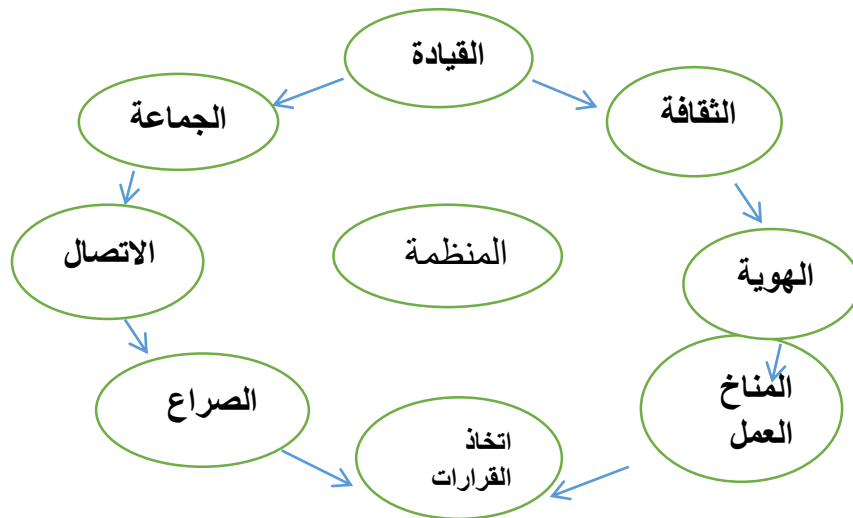 القيادة
الثقافة
الجماعة
المنظمة
الاتصال
الهوية
المناخ
العمل
الصراع
اتخاذ
القرارات